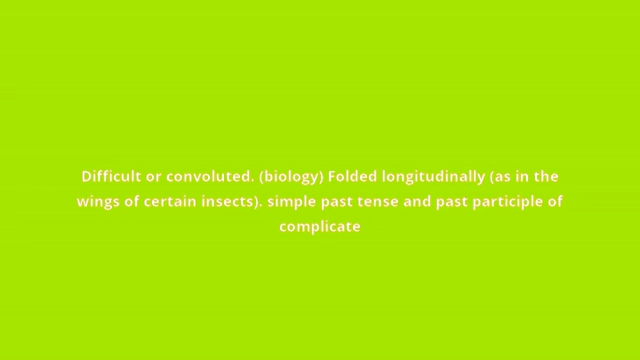 Difficult or convoluted. (biology) Folded longitudinally (as in the
wings of certain insects). simple past tense and past participle of
complicate